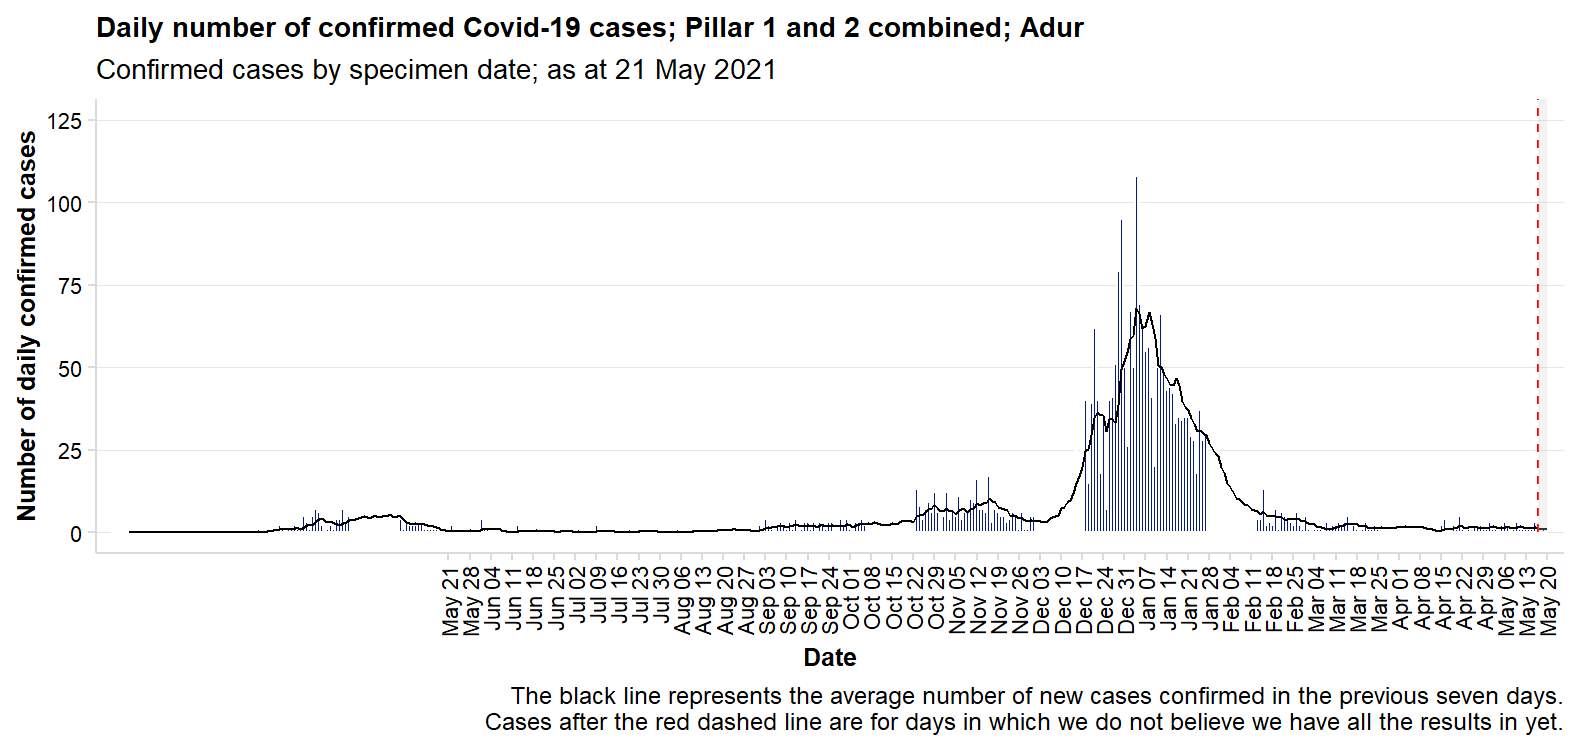 Daily number of confirmed Covid-19 cases; Pillar 1 and 2 combined; Adur
Confirmed cases by specimen date; as at 21 May 2021
Number of daily confirmed cases
125
100
75
50
25
0
May 21
May 28
Jun 04
Jun 11
Jun 18
Jun 25
Jul 02
Jul 09
Jul 16
Jul 23
Jul 30
Aug 06
Aug 13
Aug 20
Aug 27
Sep 03
Sep 10
Sep 17
Sep 24
Oct 01
Oct 08
Oct 15
Oct 22
Oct 29
Nov 05
Nov 12
Nov 19
Nov 26
Dec 03
Dec 10
Dec 17
Dec 24
Dec 31
Jan 07
Jan 14
Jan 21
Jan 28
Feb 04
Feb 11
Feb 18
Feb 25
Mar 04
Mar 11
Mar 18
Mar 25
Apr 01
Apr 08
Apr 15
Apr 22
Apr 29
May 06
May 13
May 20
Date
The black line represents the average number of new cases confirmed in the previous seven days.
Cases after the red dashed line are for days in which we do not believe we have all the results in yet.